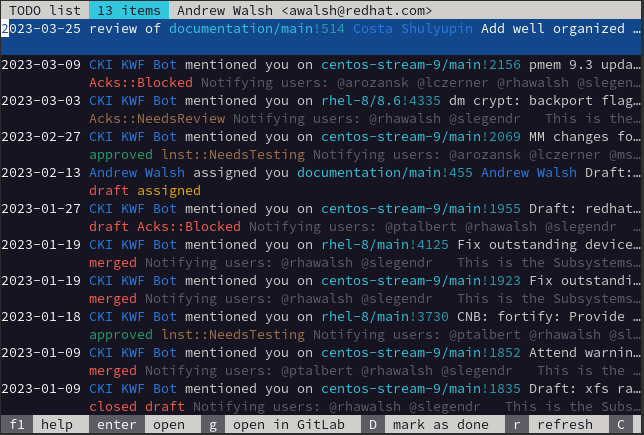 TODO list 13 items Andrew Walsh <awalsh@redhat.com>
2023-03-25 review of documentation/main!514 Costa Shulyupin Add well organized …
2023-03-09 CKI KWF Bot mentioned you on centos-stream-9/main!2156 pmem 9.3 upda…
Acks::Blocked Notifying users: @arozansk @lczerner @rhawalsh @slegendr
2023-03-03 CKI KWF Bot mentioned you on rhel-8/8.6!4335 dm crypt: backport flag…
Acks::NeedsReview Notifying users: @rhawalsh @slegendr This is the…
2023-02-27 CKI KWF Bot mentioned you on centos-stream-9/main!2069 MM changes fo…
approved lnst::NeedsTesting Notifying users: @arozansk @lczerner @ms…
2023-02-13 Andrew Walsh assigned you documentation/main!455 Andrew Walsh Draft:…
draft assigned
2023-01-27 CKI KWF Bot mentioned you on centos-stream-9/main!1955 Draft: redhat…
draft Acks::Blocked Notifying users: @ptalbert @rhawalsh @slegendr …
2023-01-19 CKI KWF Bot mentioned you on rhel-8/main!4125 Fix outstanding device…
merged Notifying users: @rhawalsh @slegendr This is the Subsystems…
2023-01-19 CKI KWF Bot mentioned you on centos-stream-9/main!1923 Fix outstandi…
merged Notifying users: @rhawalsh @slegendr This is the Subsystems…
2023-01-18 CKI KWF Bot mentioned you on rhel-8/main!3730 CNB: fortify: Provide …
approved lnst::NeedsTesting Notifying users: @ptalbert @rhawalsh @sl…
2023-01-09 CKI KWF Bot mentioned you on centos-stream-9/main!1852 Attend warnin…
merged Notifying users: @ptalbert @rhawalsh @slegendr This is the …
2023-01-09 CKI KWF Bot mentioned you on centos-stream-9/main!1835 Draft: xfs ra…
closed draft Notifying users: @rhawalsh @slegendr This is the Subs…
f1 help enter open g open in GitLab D mark as done r refresh C